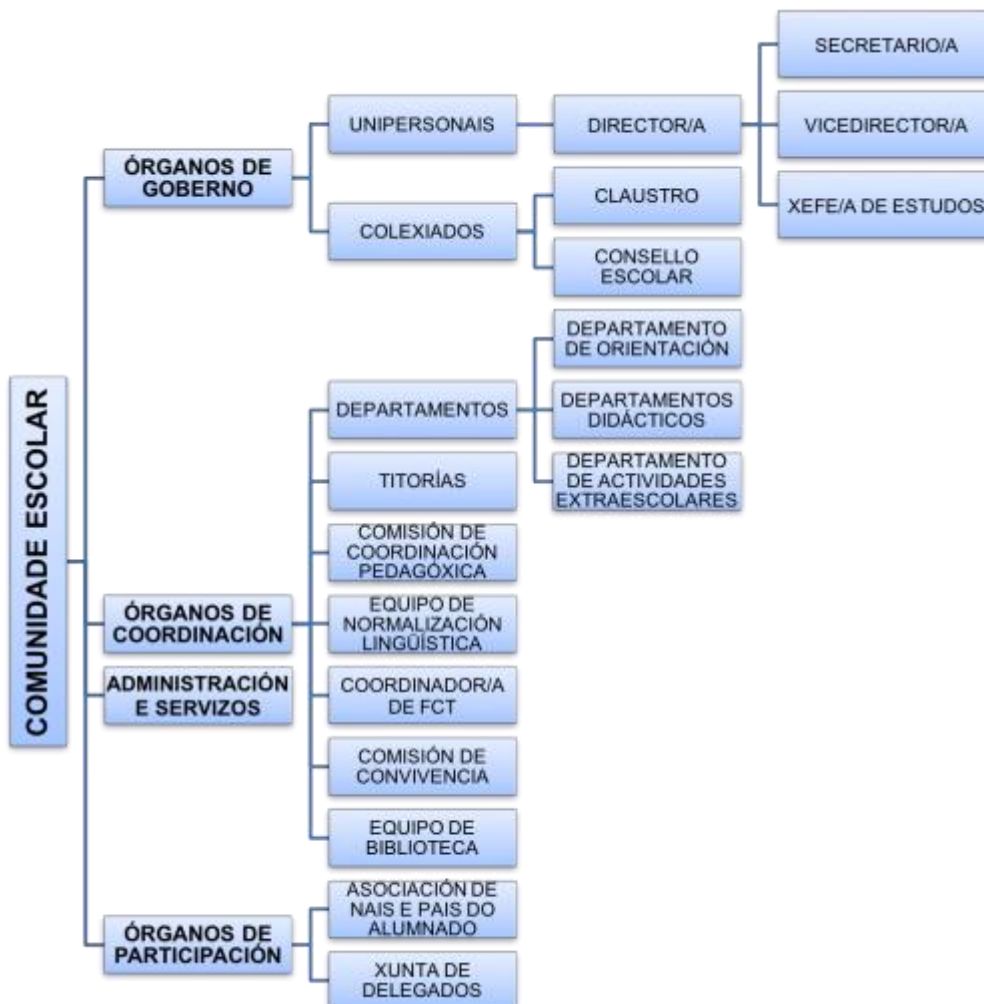 COMUNIDADE ESCOLAR
ÓRGANOS DE
GOBERNO
UNIPERSONAIS
DIRECTOR/A
SECRETARIO/A
VICEDIRECTOR/A
XEFE/A DE ESTUDOS
COLEXIADOS
CLAUSTRO
CONSELLO
ESCOLAR
ÓRGANOS DE
COORDINACIÓN
DEPARTAMENTOS
DEPARTAMENTO
DE ORIENTACIÓN
DEPARTAMENTOS
DIDÁCTICOS
DEPARTAMENTO
DE ACTIVIDADES
EXTRAESCOLARES
TITORÍAS
COMISIÓN DE
COORDINACIÓN
PEDAGÓXICA
EQUIPO DE
NORMALIZACIÓN
LINGÜÍSTICA
COORDINADOR/A
DE FCT
COMISIÓN DE
CONVIVENCIA
EQUIPO DE
BIBLIOTECA
ADMINISTRACIÓN
E SERVIZOS
ÓRGANOS DE
PARTICIPACIÓN
ASOCIACIÓN DE
NAIS E PAIS DO
ALUMNADO
XUNTA DE
DELEGADOS